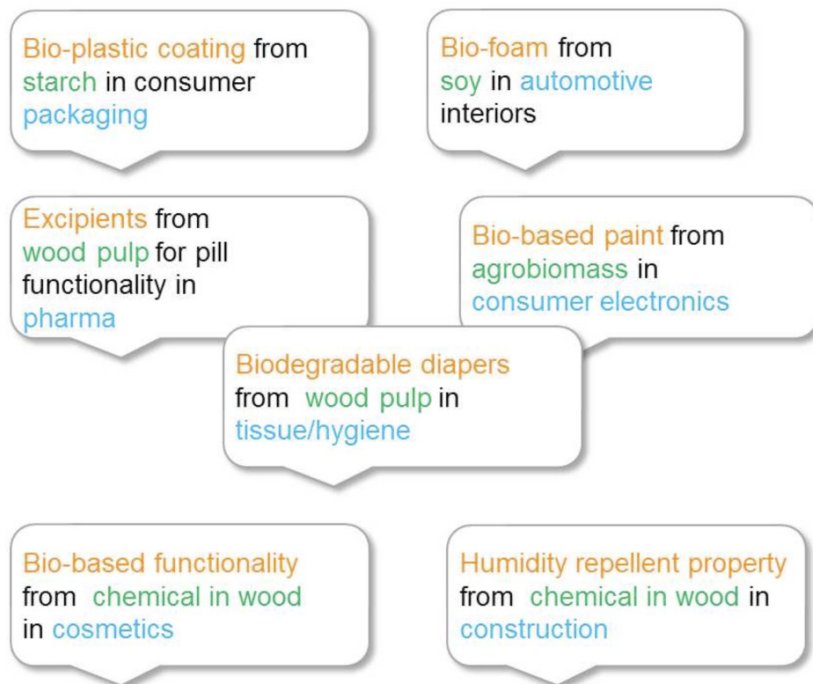 Bio-plastic coating from
starch in consumer
packaging
Bio-foam from
soy in automotive
interiors
Excipients from
wood pulp for pill
functionality in
pharma
Bio-based paint from
agrobiomass in
consumer electronics
Biodegradable diapers
from wood pulp in
tissue/hygiene
Bio-based functionality
from chemical in wood
in cosmetics
Humidity repellent property
from chemical in wood in
construction